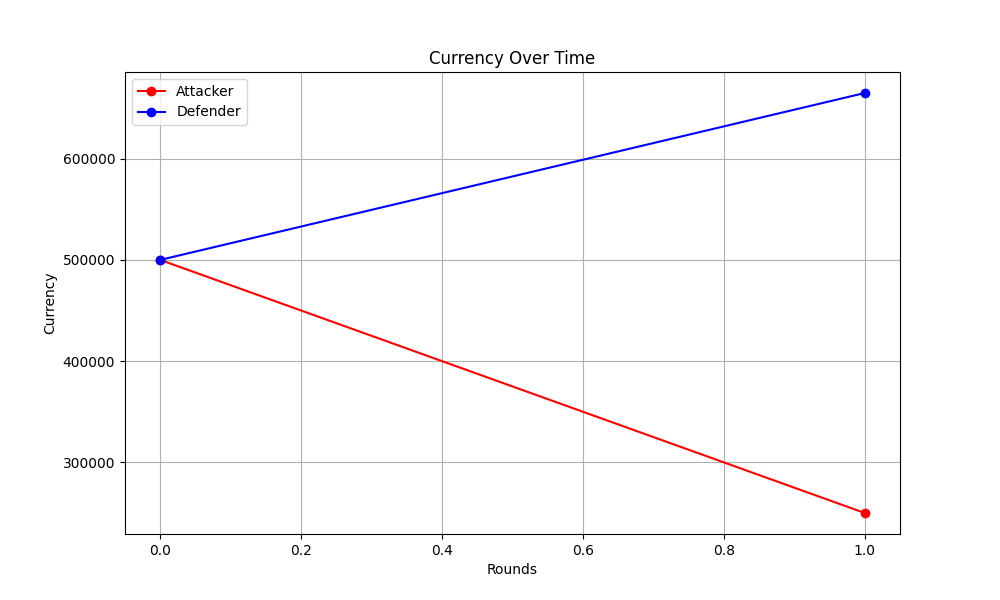 Currency Over Time
Attacker
Defender
600000
500000
400000
300000
Currency
0.0 0.2 0.4 0.6 0.8 1.0
Rounds